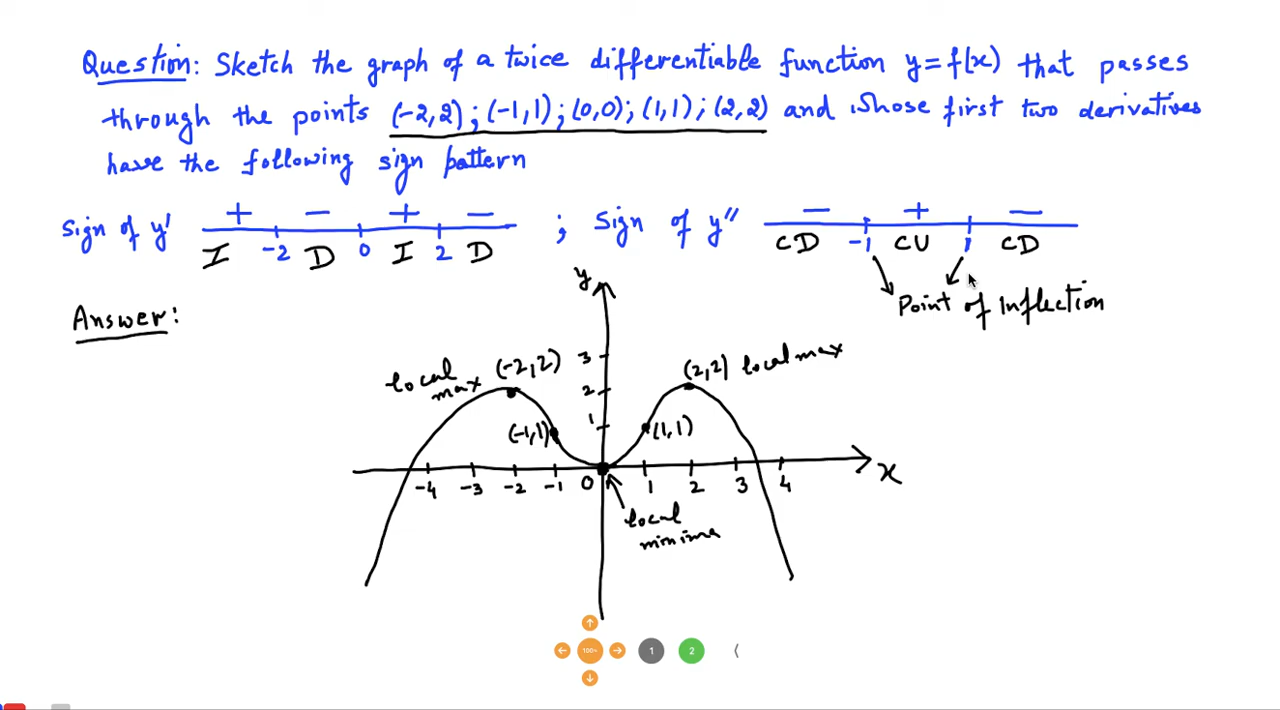 Question: Sketch the graph of a twice differentiable function y=f(x) that passes
through the points (-2,2); (-1,1); (0,0); (1,1); (2,2) and whose first two derivatives
have the following sign pattern
+ - + - ; - + -
Sign of y' ; Sign of y''
I -2 D 0 I 2 D CD -1 CU 1 CD
Point of Inflection
Answer:
y
local max (-2,2) 3 (2,2) local max
2
(-1,1) 1 (1,1)
-4 -3 -2 -1 0 1 2 3 4 x
local
minima
100%
1 2